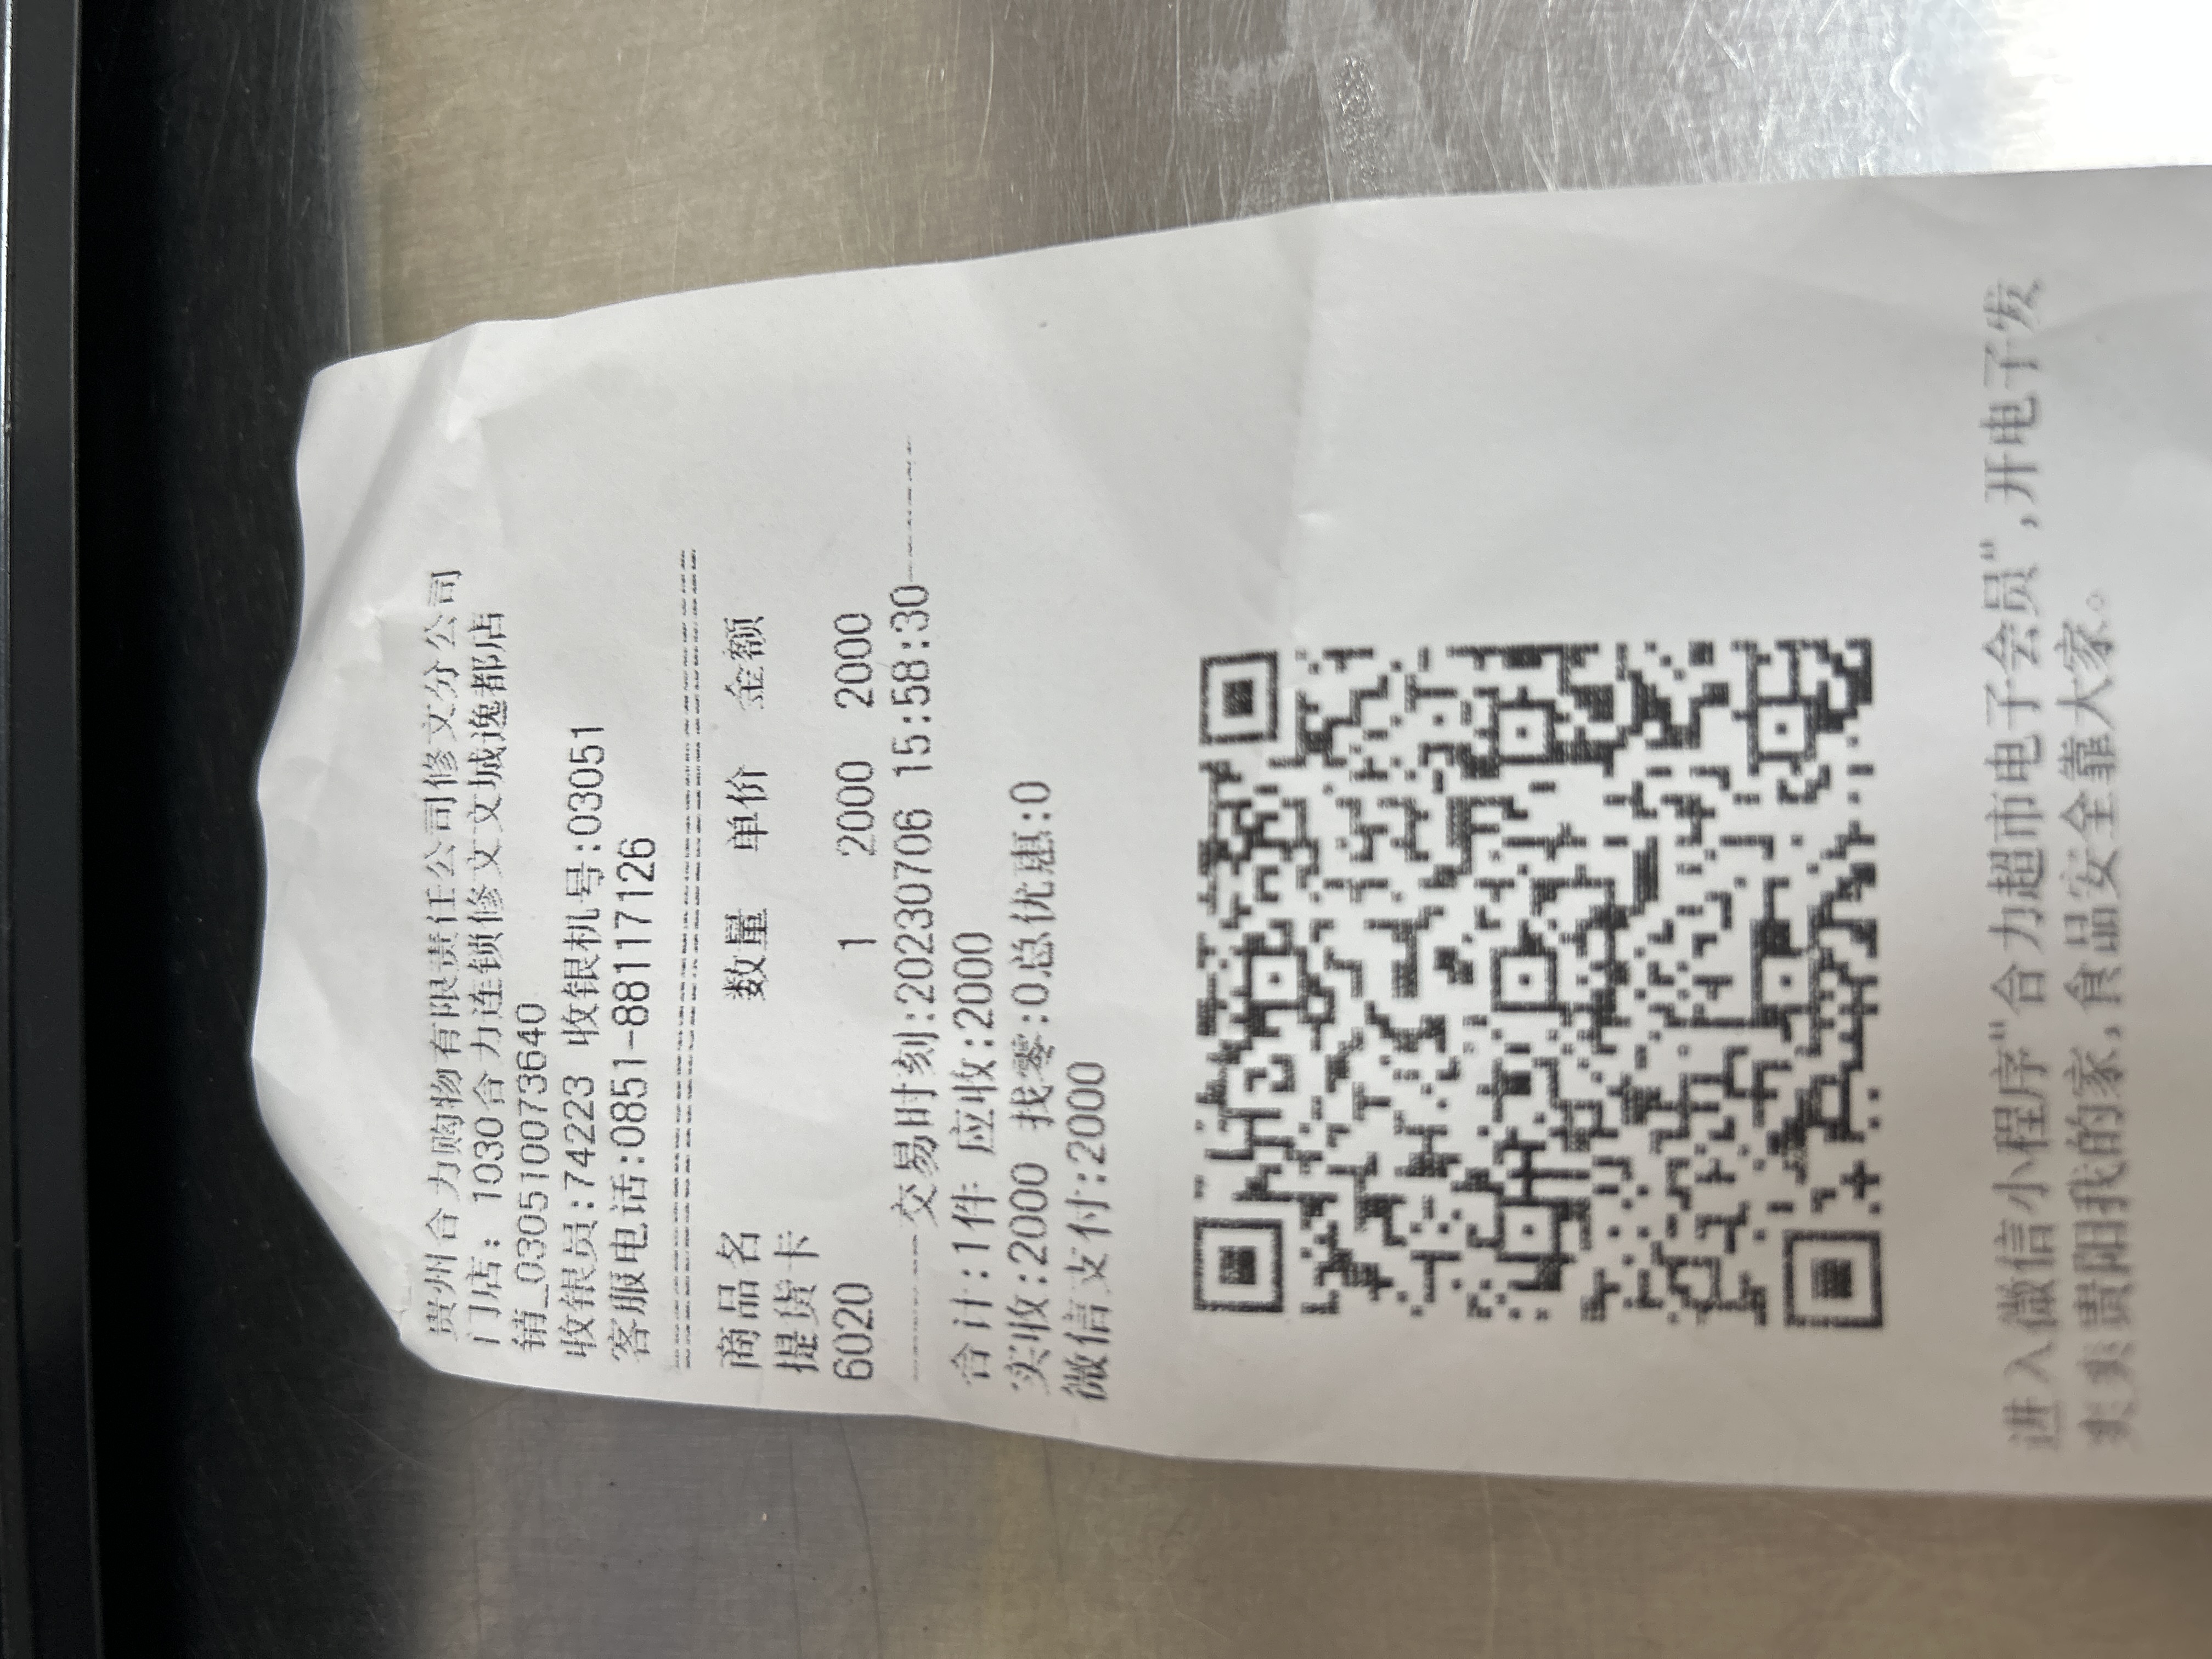 贵州合力购物有限责任公司修文分公司
门店: 1030合力连锁修文文城逸都店
铺_030510073640
收银员:74223 收银机号:03051
客服电话:0851-88117126
商品名 数量 单价 金额
提货卡
6020 1 2000 2000
交易时刻:20230706 15:58:30
合计:1件 应收:2000
实收:2000 找零:0总优惠:0
微信支付:2000
进入微信小程序"合力超市电子会员",开电子发
爽爽贵阳我的家,食品安全靠大家。